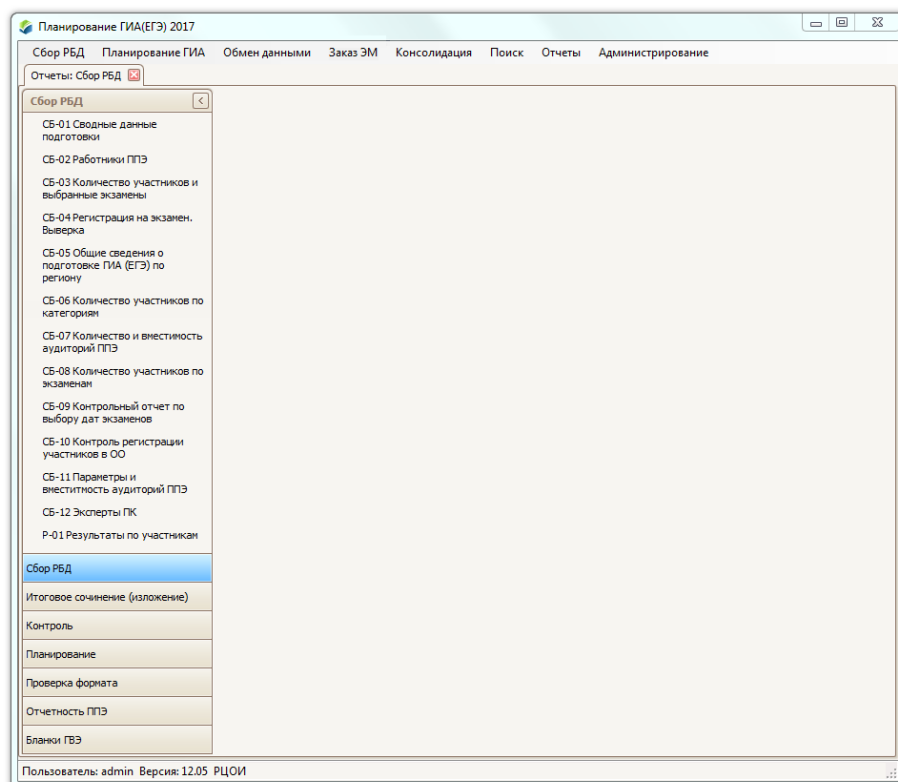 Планирование ГИА(ЕГЭ) 2017
Сбор РБД Планирование ГИА Обмен данными Заказ ЭМ Консолидация Поиск Отчеты Администрирование
Отчеты: Сбор РБД
Сбор РБД
СБ-01 Сводные данные
подготовки
СБ-02 Работники ППЭ
СБ-03 Количество участников и
выбранные экзамены
СБ-04 Регистрация на экзамен.
Выверка
СБ-05 Общие сведения о
подготовке ГИА (ЕГЭ) по
региону
СБ-06 Количество участников по
категориям
СБ-07 Количество и вместимость
аудиторий ППЭ
СБ-08 Количество участников по
экзаменам
СБ-09 Контрольный отчет по
выбору дат экзаменов
СБ-10 Контроль регистрации
участников в ОО
СБ-11 Параметры и
вместитмость аудиторий ППЭ
СБ-12 Эксперты ПК
Р-01 Результаты по участникам
Сбор РБД
Итоговое сочинение (изложение)
Контроль
Планирование
Проверка формата
Отчетность ППЭ
Бланки ГВЭ
Пользователь: admin Версия: 12.05 РЦОИ